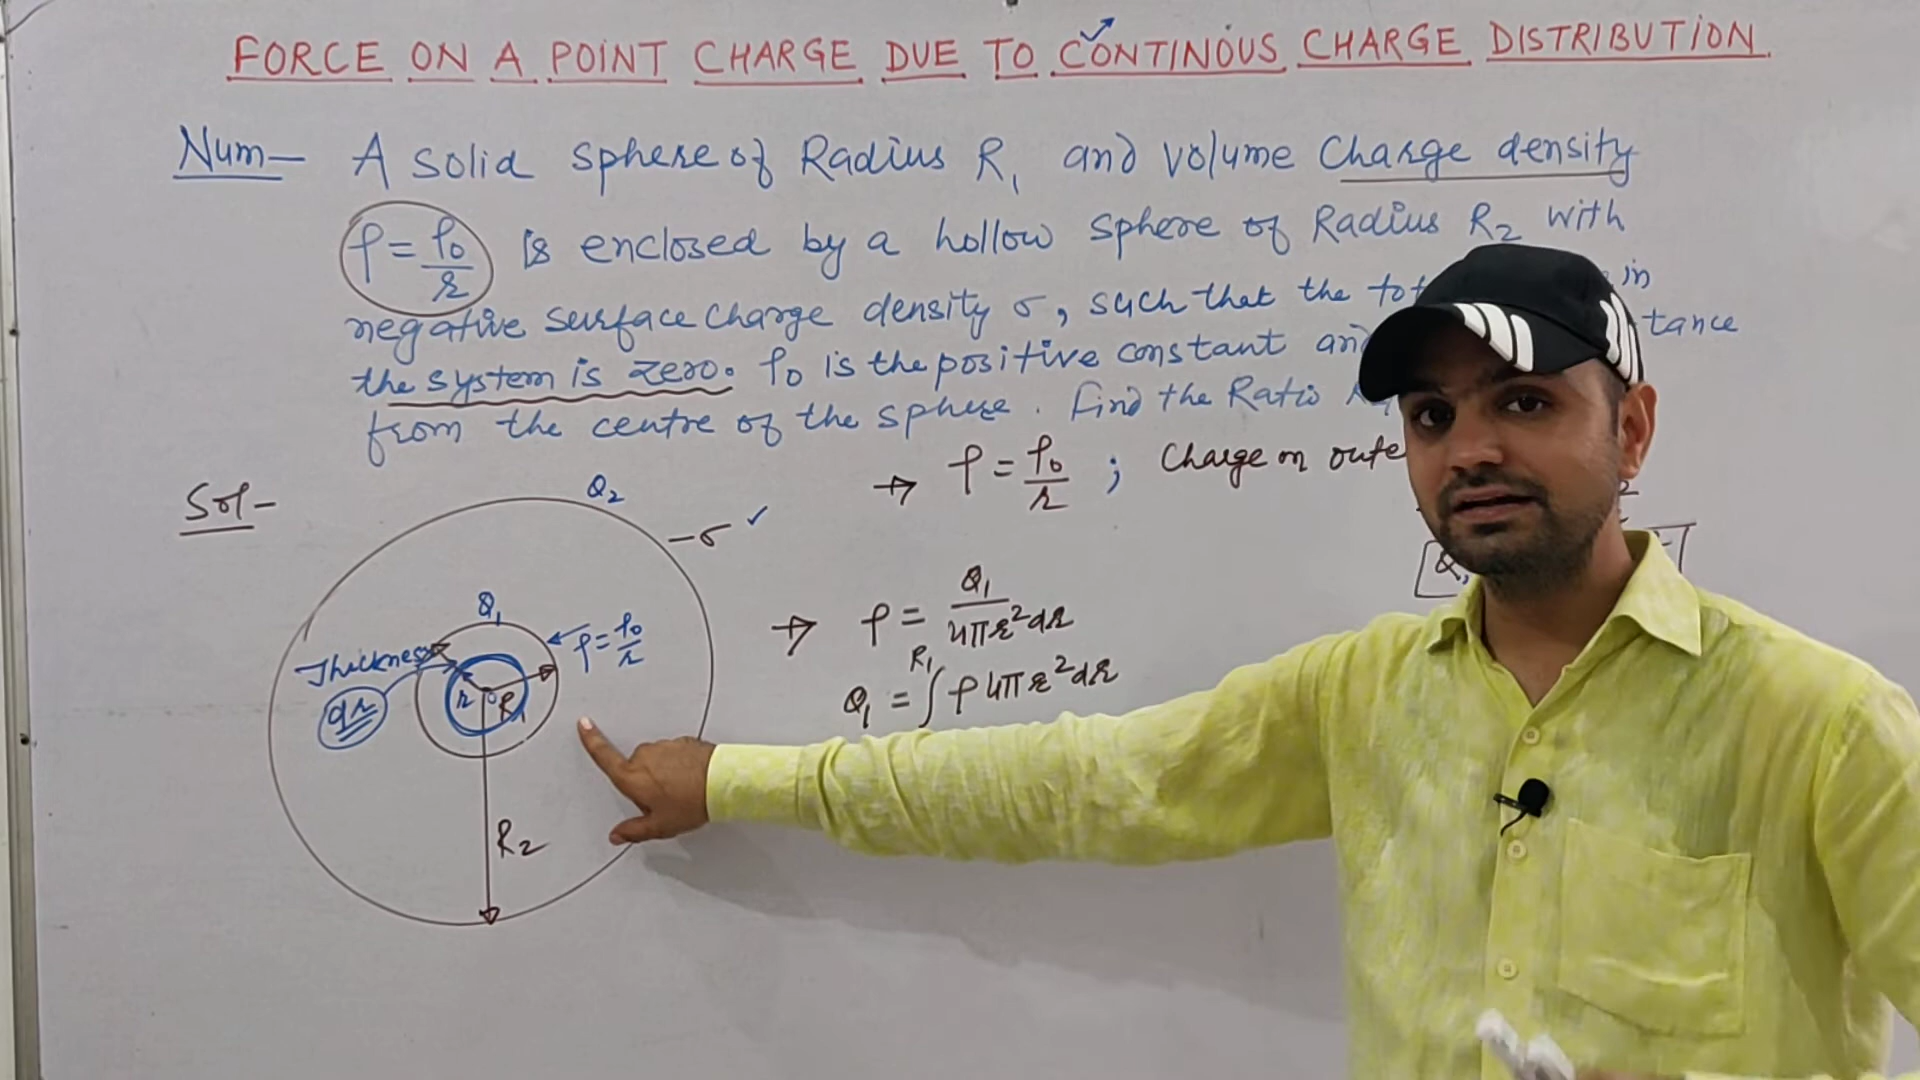 FORCE ON A POINT CHARGE DUE TO CONTINOUS CHARGE DISTRIBUTION
Num- A solid sphere of Radius R₁ and volume Charge density
ρ = ρ₀/r is enclosed by a hollow sphere of Radius R₂ with
negative surface charge density σ, such that the in
the system is zero. ρ₀ is the positive constant and tance
from the centre of the sphere. find the Ratio
→ ρ = ρ₀/r ; Charge on
Sol-
Q₂
-σ
Q₁
ρ = ρ₀/r
Thickness
dr
r
R₁
R₂
→ ρ = Q₁/4πr²dr
Q₁ = ∫ R₁ ρ 4πr²dr